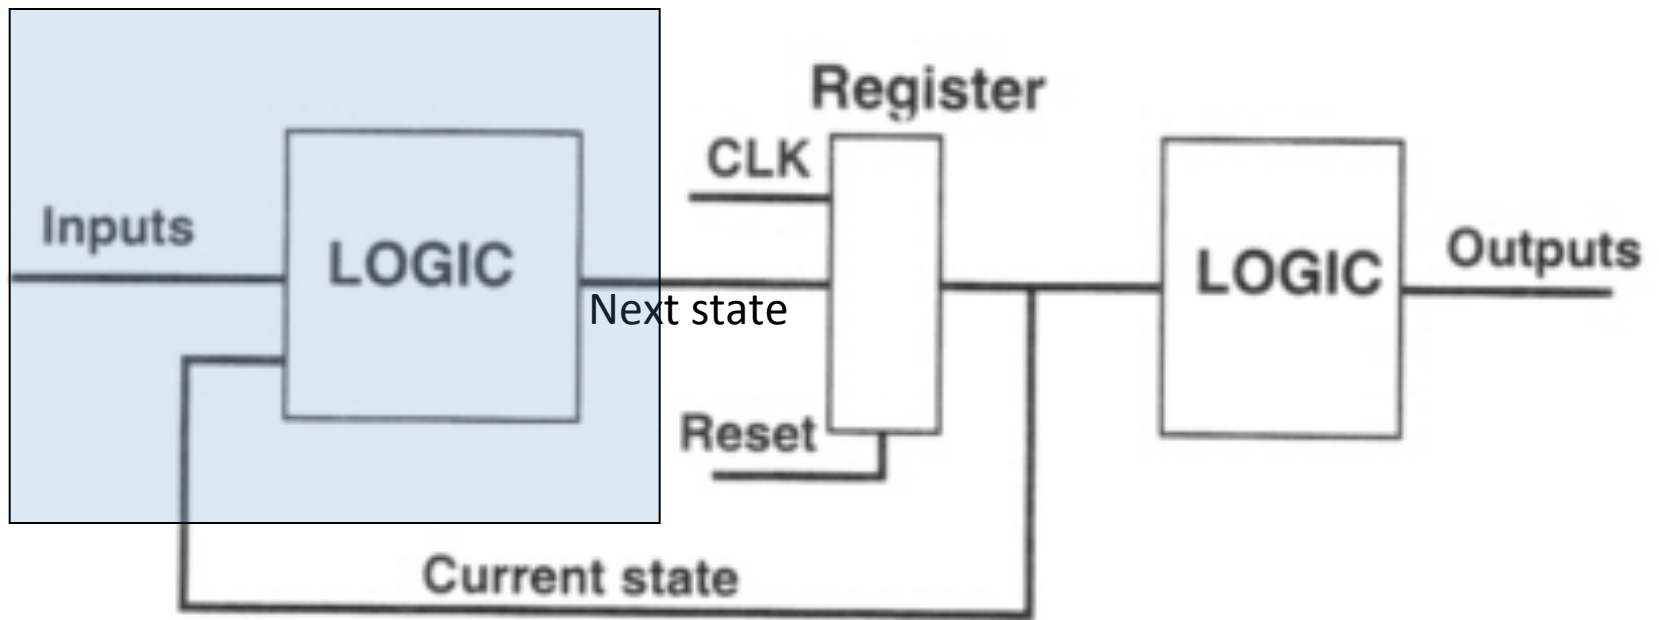 Register
CLK
Inputs
LOGIC
Next state
LOGIC
Outputs
Reset
Current state